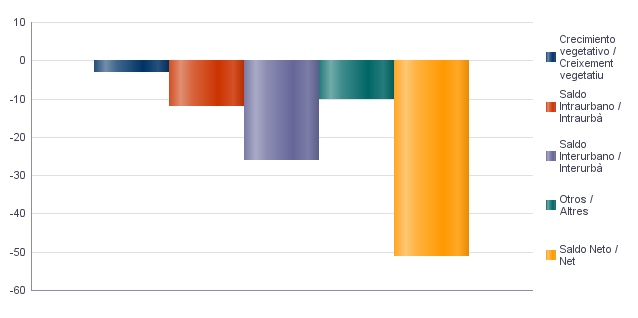 10
0
-10
-20
-30
-40
-50
-60
Crecimiento
vegetativo /
Creixement
vegetatiu
Saldo
Intraurbano /
Intraurbà
Saldo
Interurbano /
Interurbà
Otros /
Altres
Saldo Neto /
Net